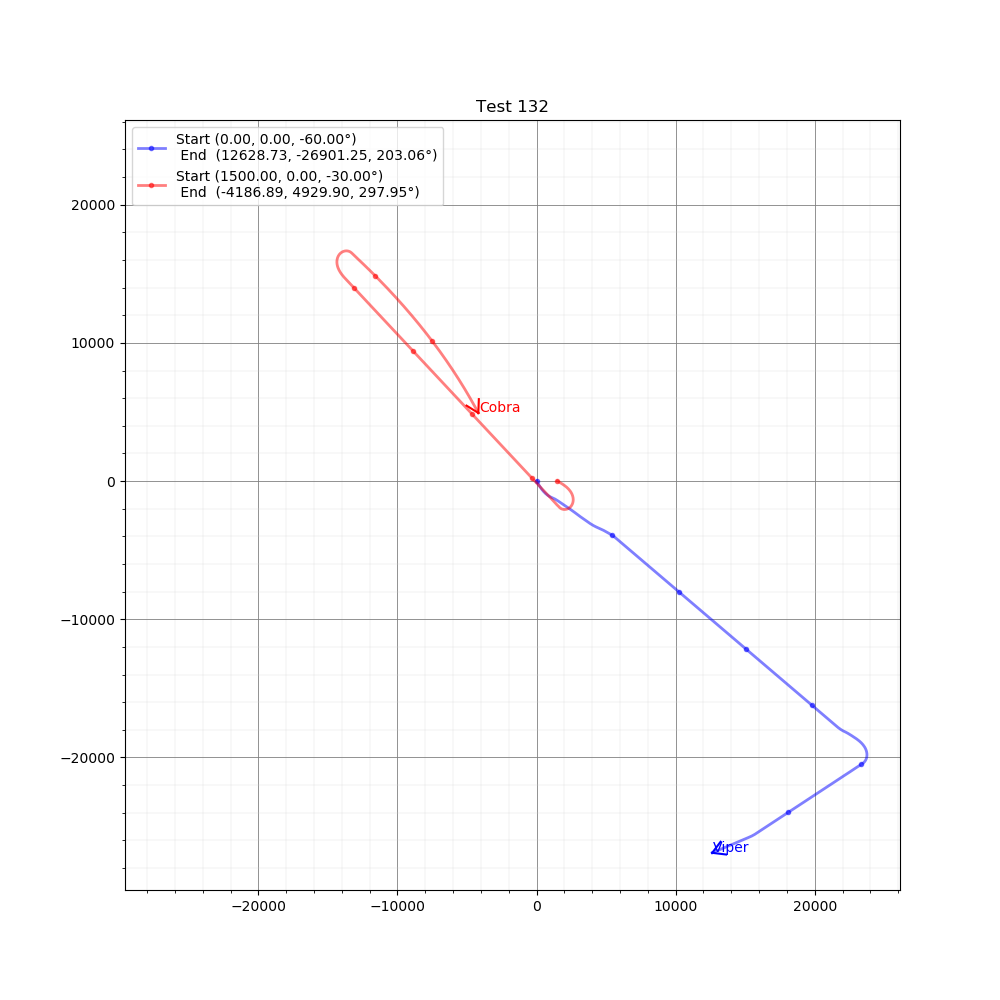 Test 132
Start (0.00, 0.00, -60.00°)
End (12628.73, -26901.25, 203.06°)
Start (1500.00, 0.00, -30.00°)
End (-4186.89, 4929.90, 297.95°)
20000
10000
Cobra
0
−10000
−20000
Viper
−20000 −10000 0 10000 20000